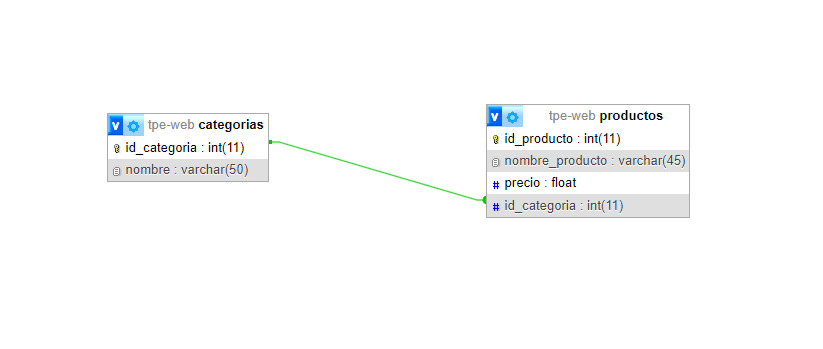 v tpe-web categorias
id_categoria : int(11)
nombre : varchar(50)
v tpe-web productos
id_producto : int(11)
nombre_producto : varchar(45)
# precio : float
# id_categoria : int(11)